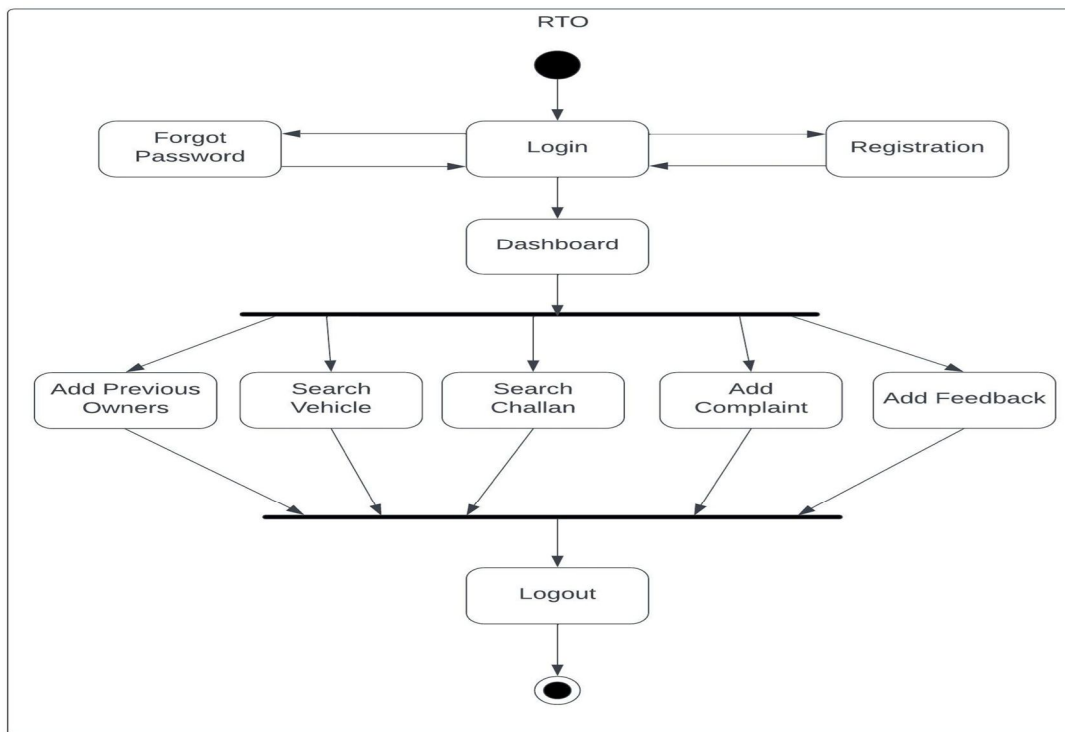 RTO
Forgot
Password
Login
Registration
Dashboard
Add Previous
Owners
Search
Vehicle
Search
Challan
Add
Complaint
Add Feedback
Logout